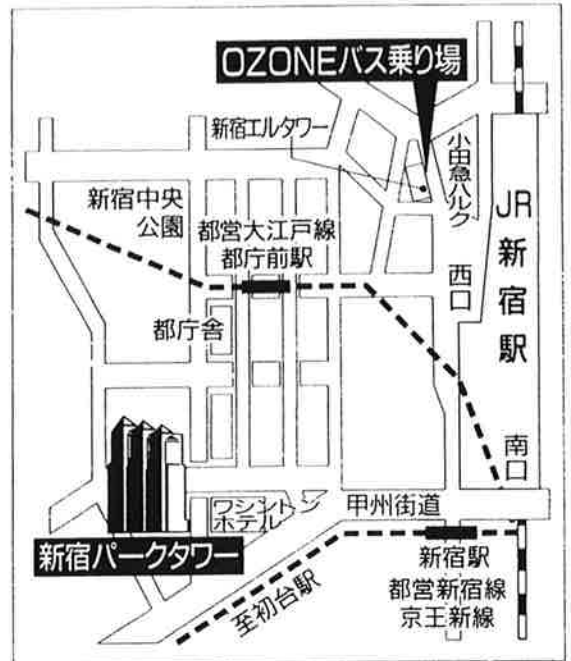 OZONEバス乗り場
新宿エルタワー
小田急ハルク
新宿中央
公園
都営大江戸線
都庁前駅
JR新宿駅
西口
都庁舎
南口
ワシントン
ホテル
甲州街道
新宿パークタワー
新宿駅
都営新宿線
京王新線
至初台駅